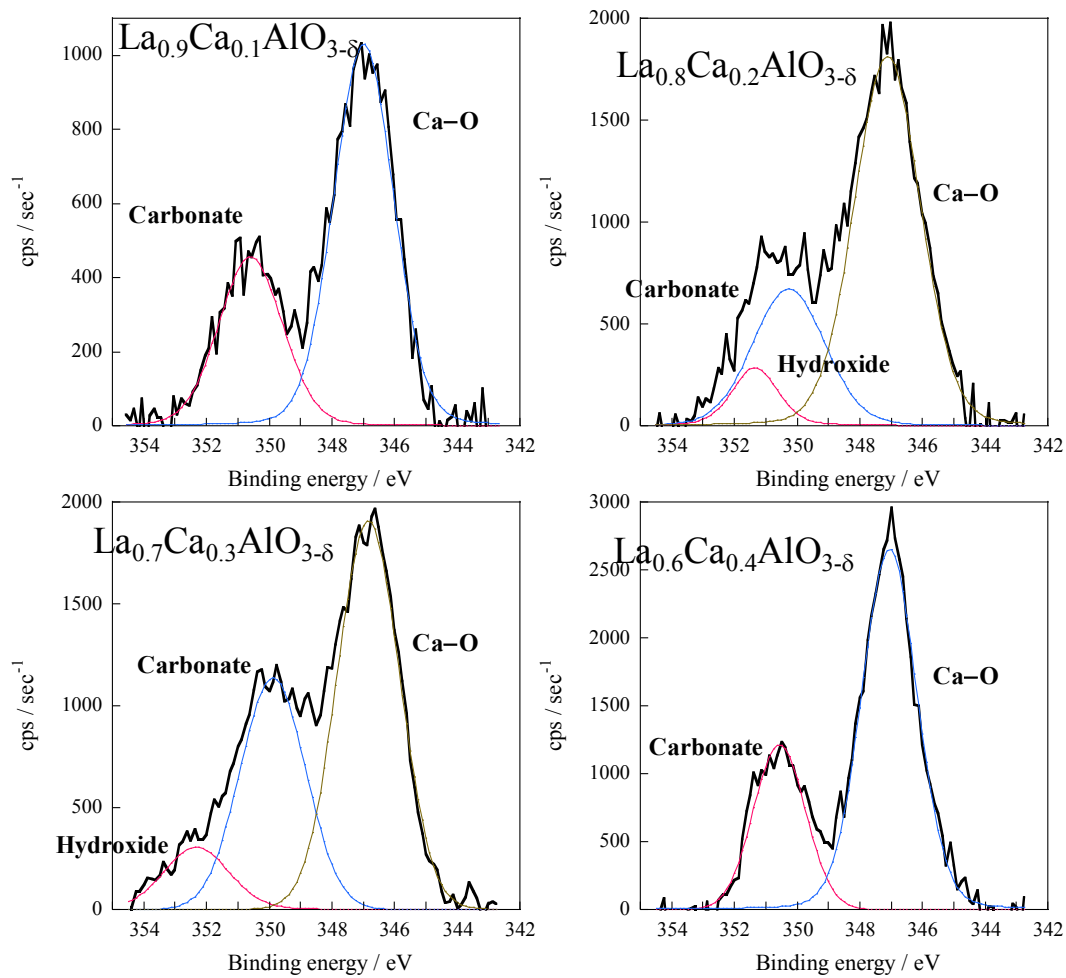 La0.9Ca0.1AlO3-δ
1000
800
600
400
200
0
cps / sec-1
Carbonate
Ca–O
354 352 350 348 346 344 342
Binding energy / eV
La0.8Ca0.2AlO3-δ
2000
1500
1000
500
0
cps / sec-1
Ca–O
Carbonate
Hydroxide
354 352 350 348 346 344 342
Binding energy / eV
La0.7Ca0.3AlO3-δ
2000
1500
1000
500
0
cps / sec-1
Ca–O
Carbonate
Hydroxide
354 352 350 348 346 344 342
Binding energy / eV
La0.6Ca0.4AlO3-δ
3000
2500
2000
1500
1000
500
0
cps / sec-1
Ca–O
Carbonate
354 352 350 348 346 344 342
Binding energy / eV